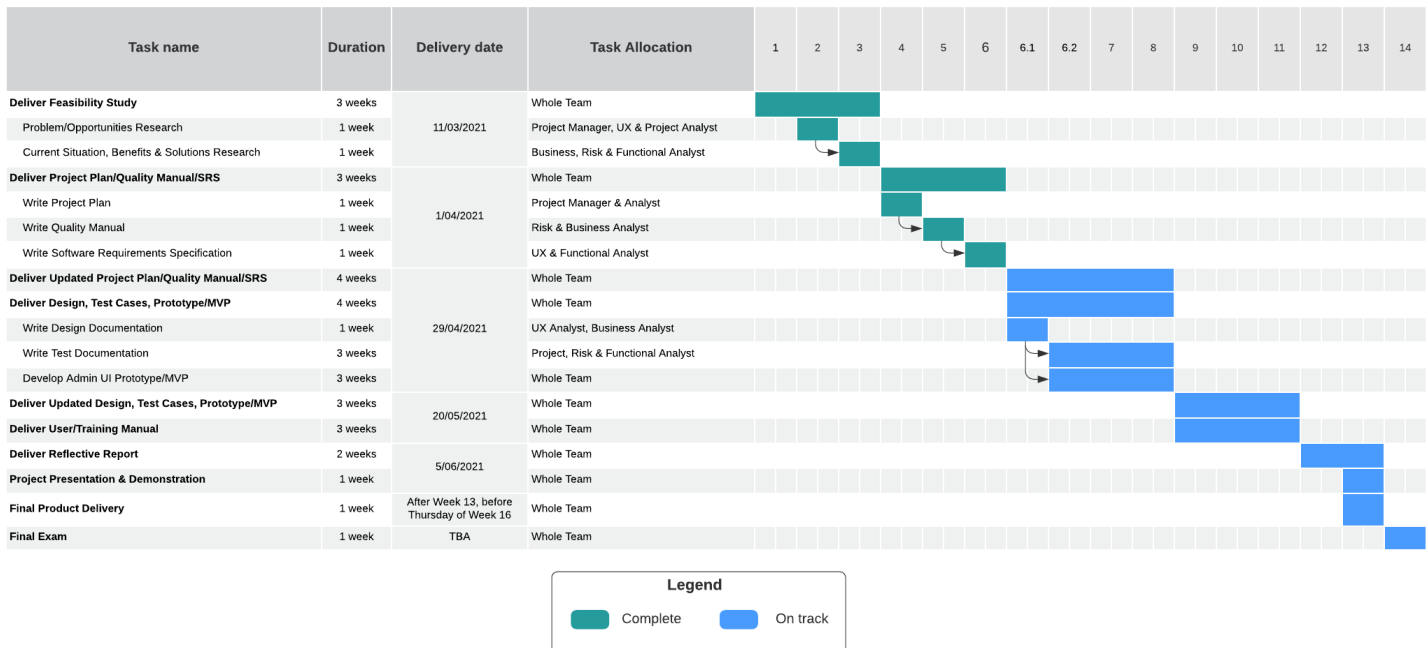 Task name Duration Delivery date Task Allocation 1 2 3 4 5 6 6.1 6.2 7 8 9 10 11 12 13 14
Deliver Feasibility Study 3 weeks Whole Team
Problem/Opportunities Research 1 week 11/03/2021 Project Manager, UX & Project Analyst
Current Situation, Benefits & Solutions Research 1 week Business, Risk & Functional Analyst
Deliver Project Plan/Quality Manual/SRS 3 weeks Whole Team
Write Project Plan 1 week Project Manager & Analyst
1/04/2021
Write Quality Manual 1 week Risk & Business Analyst
Write Software Requirements Specification 1 week UX & Functional Analyst
Deliver Updated Project Plan/Quality Manual/SRS 4 weeks Whole Team
Deliver Design, Test Cases, Prototype/MVP 4 weeks Whole Team
Write Design Documentation 1 week 29/04/2021 UX Analyst, Business Analyst
Write Test Documentation 3 weeks Project, Risk & Functional Analyst
Develop Admin UI Prototype/MVP 3 weeks Whole Team
Deliver Updated Design, Test Cases, Prototype/MVP 3 weeks Whole Team
20/05/2021
Deliver User/Training Manual 3 weeks Whole Team
Deliver Reflective Report 2 weeks Whole Team
5/06/2021
Project Presentation & Demonstration 1 week Whole Team
Final Product Delivery 1 week After Week 13, before Whole Team
Thursday of Week 16
Final Exam 1 week TBA Whole Team
Legend
Complete On track